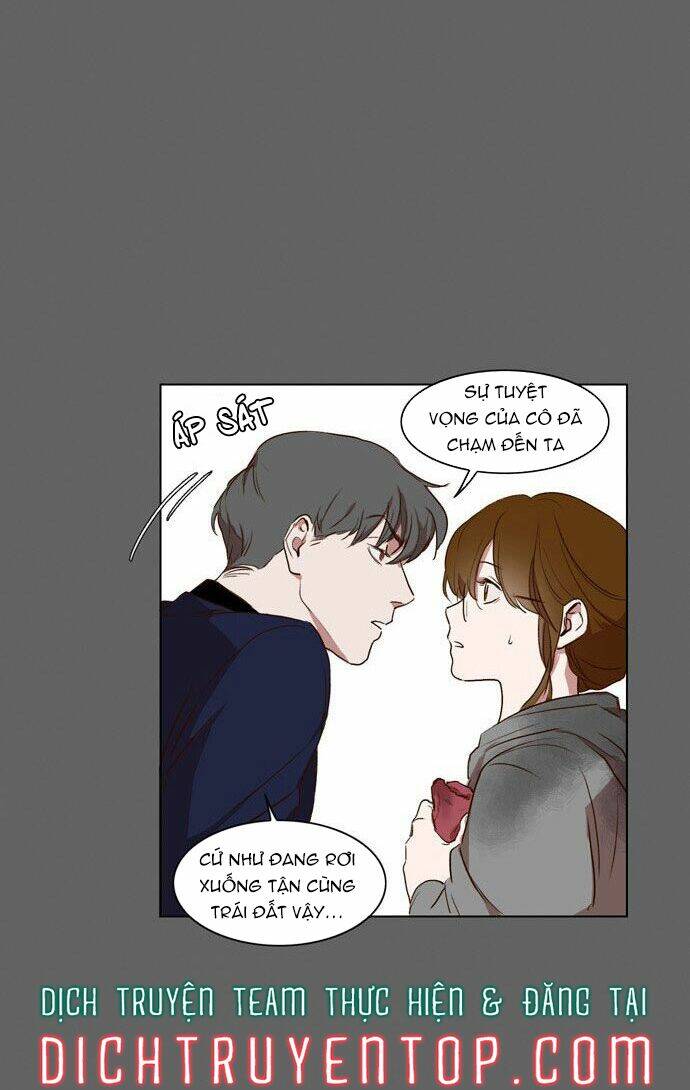 SỰ TUYỆT
VỌNG CỦA CÔ ĐÃ
CHẠM ĐẾN TA
ÁP SÁT
CỨ NHƯ ĐANG RƠI
XUỐNG TẬN CÙNG
TRÁI ĐẤT VẬY...
DỊCH TRUYỆN TEAM THỰC HIỆN & ĐĂNG TẠI
DICHTRUYENTOP.COM